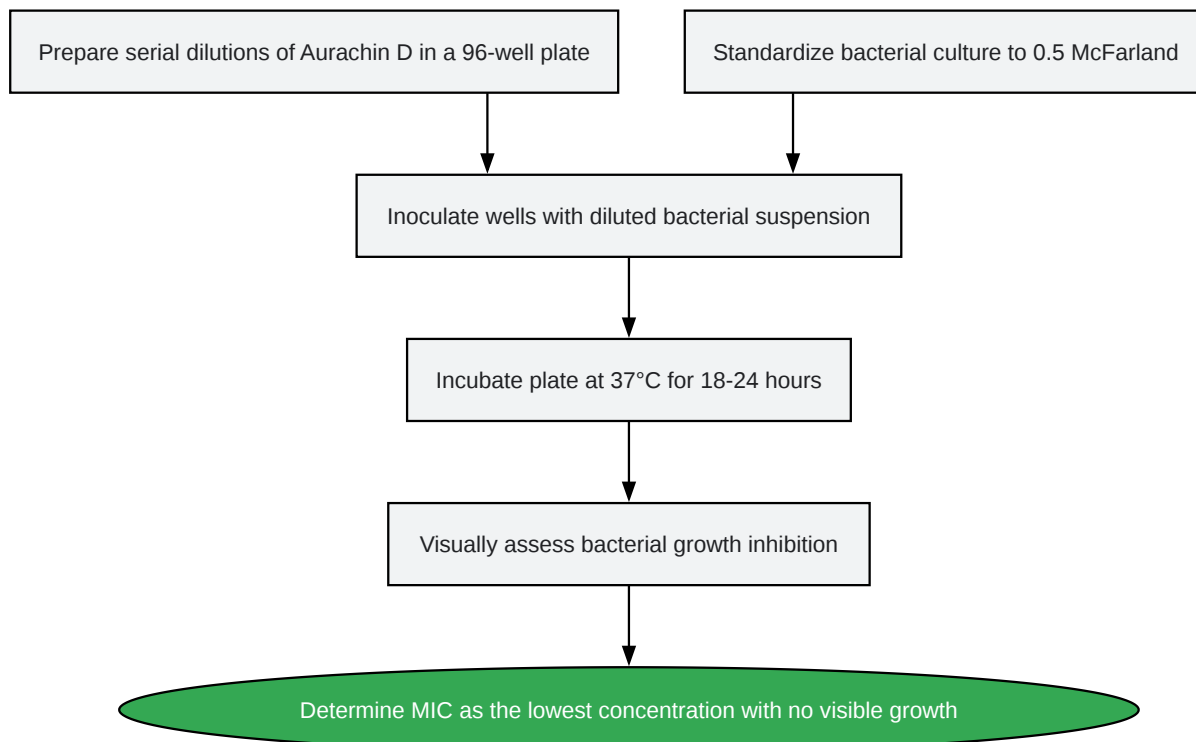 Prepare serial dilutions of Aurachin D in a 96-well plate
Standardize bacterial culture to 0.5 McFarland
Inoculate wells with diluted bacterial suspension
Incubate plate at 37°C for 18-24 hours
Visually assess bacterial growth inhibition
Determine MIC as the lowest concentration with no visible growth